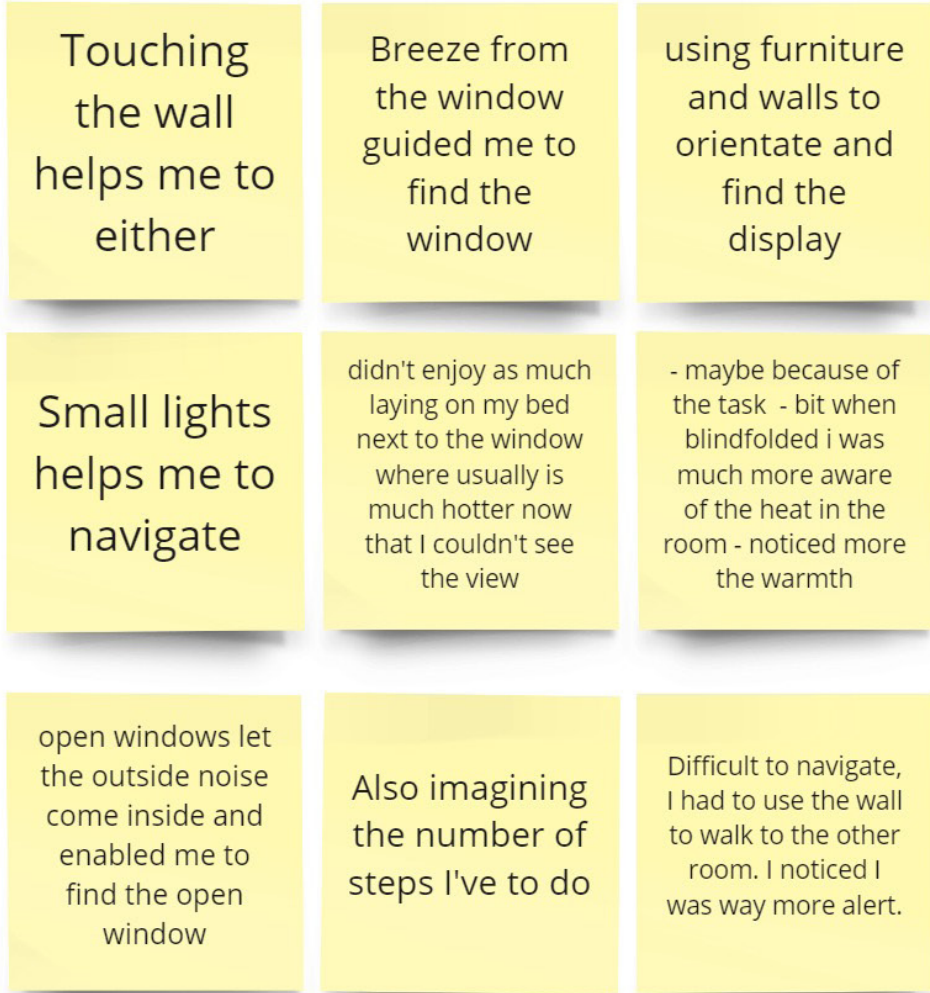 Touching
the wall
helps me to
either
Breeze from
the window
guided me to
find the
window
using furniture
and walls to
orientate and
find the
display
Small lights
helps me to
navigate
didn't enjoy as much
laying on my bed
next to the window
where usually is
much hotter now
that I couldn't see
the view
- maybe because of
the task - bit when
blindfolded i was
much more aware
of the heat in the
room - noticed more
the warmth
open windows let
the outside noise
come inside and
enabled me to
find the open
window
Also imagining
the number of
steps I've to do
Difficult to navigate,
I had to use the wall
to walk to the other
room. I noticed I
was way more alert.